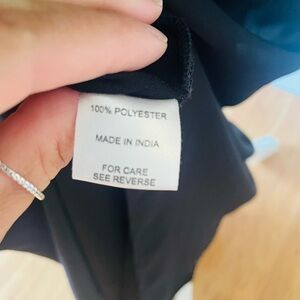 100% POLYESTER
MADE IN INDIA
FOR CARE
SEE REVERSE